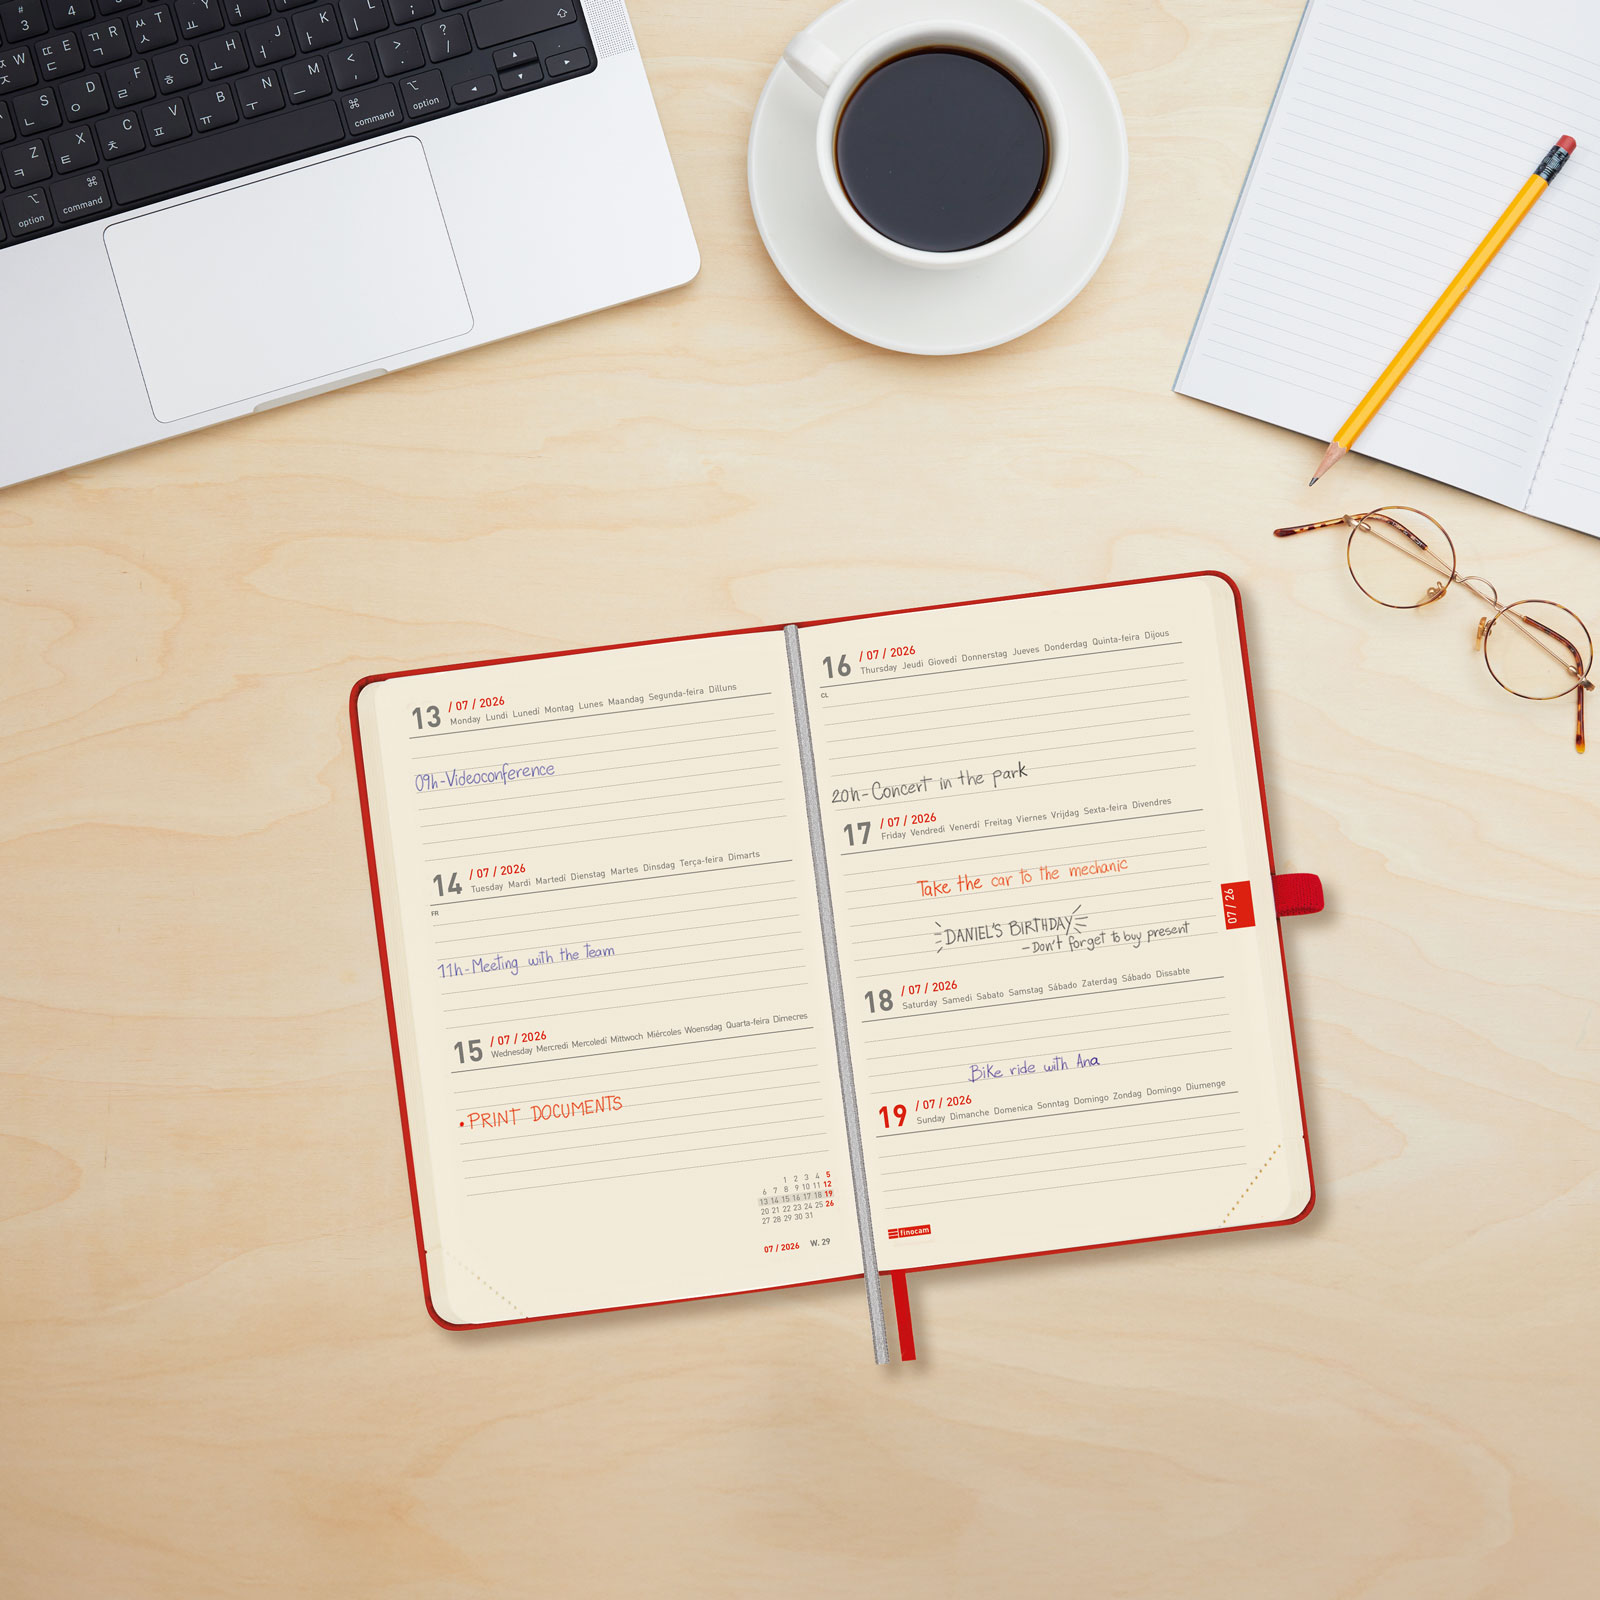 # 3 4
W ㅉ ㅈ E ㄸ ㄷ R ㄲ ㄱ T ㅆ ㅅ Y ㅛ
S ㄴ D ㅇ F ㄹ G ㅎ H ㅗ J ㅓ K ㅏ L ㅣ : ;
Z ㅋ X ㅌ C ㅊ V ㅍ B ㅠ N ㅜ M ㅡ < , > . ? /
option command command option
13 / 07 / 2026
Monday Lundi Lunedì Montag Lunes Maandag Segunda-feira Dilluns
09h-Videoconference
14 / 07 / 2026
Tuesday Mardi Martedì Dienstag Martes Dinsdag Terça-feira Dimarts
FR
11h-Meeting with the team
15 / 07 / 2026
Wednesday Mercredi Mercoledì Mittwoch Miércoles Woensdag Quarta-feira Dimecres
• PRINT DOCUMENTS
1 2 3 4 5
6 7 8 9 10 11 12
13 14 15 16 17 18 19
20 21 22 23 24 25 26
27 28 29 30 31
07 / 2026 W. 29
16 / 07 / 2026
Thursday Jeudi Giovedì Donnerstag Jueves Donderdag Quinta-feira Dijous
CL
20h-Concert in the park
17 / 07 / 2026
Friday Vendredi Venerdì Freitag Viernes Vrijdag Sexta-feira Divendres
Take the car to the mechanic
DANIEL'S BIRTHDAY
-Don't forget to buy present
07 / 26
18 / 07 / 2026
Saturday Samedi Sabato Samstag Sábado Zaterdag Sábado Dissabte
Bike ride with Ana
19 / 07 / 2026
Sunday Dimanche Domenica Sonntag Domingo Zondag Domingo Diumenge
finocam